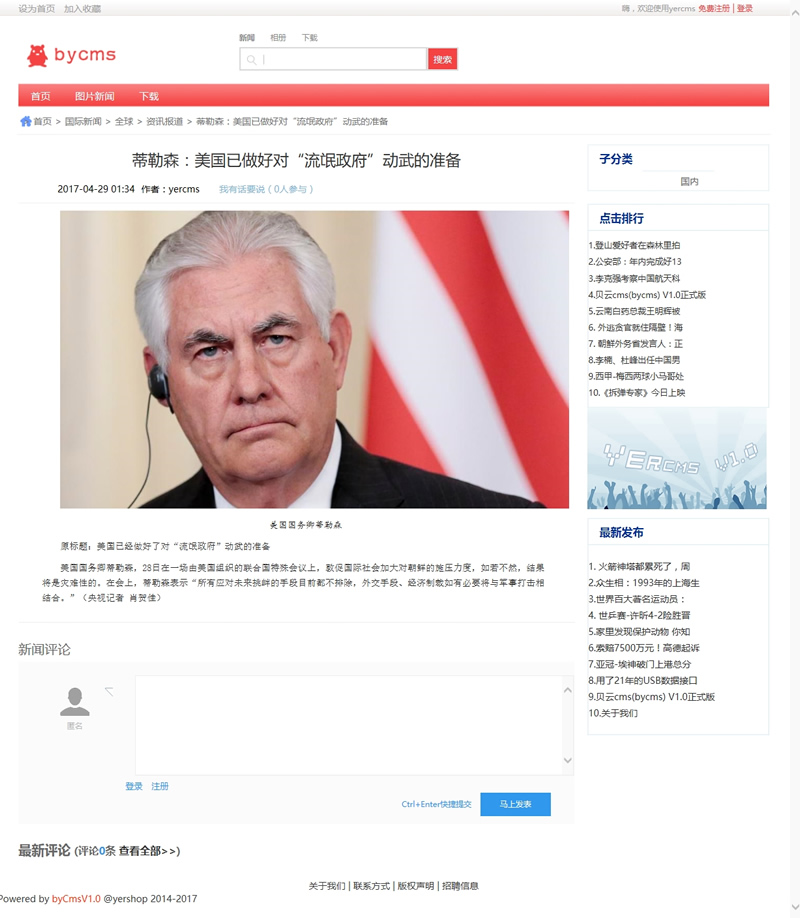 设为首页 加入收藏
嗨，欢迎使用yercms 免费注册 | 登录
bycms
新闻 相册 下载
搜索
首页 图片新闻 下载
首页 > 国际新闻 > 全球 > 资讯报道 > 蒂勒森：美国已做好对“流氓政府”动武的准备
蒂勒森：美国已做好对“流氓政府”动武的准备
2017-04-29 01:34 作者：yercms 我有话要说（0人参与）
美国国务卿蒂勒森
原标题：美国已经做好了对“流氓政府”动武的准备
美国国务卿蒂勒森，28日在一场由美国组织的联合国特殊会议上，敦促国际社会加大对朝鲜的施压力度，如若不然，结果
将是灾难性的。在会上，蒂勒森表示“所有应对未来挑衅的手段目前都不排除，外交手段、经济制裁如有必要将与军事打击相
结合。”（央视记者 肖贺佳）
新闻评论
匿名
登录 注册
Ctrl+Enter快捷提交 马上发表
最新评论 (评论0条 查看全部>>)
子分类
国内
点击排行
1.登山爱好者在森林里拍
2.公安部：年内完成好13
3.李克强考察中国航天科
4.贝云cms(bycms) V1.0正式版
5.云南白药总裁王明辉被
6. 外逃贪官就住隔壁！海
7. 朝鲜外务省发言人：正
8.李楠、杜峰出任中国男
9.西甲-梅西两球小马哥处
10.《拆弹专家》今日上映
YERCMS V1.0
最新发布
1. 火箭神塔都累死了，周
2.众生相：1993年的上海生
3.世界百大著名运动员：
4. 世乒赛-许昕4-2险胜晋
5.家里发现保护动物 你知
6.索赔7500万元！高德起诉
7.亚冠-埃神破门上港总分
8.用了21年的USB数据接口
9.贝云cms(bycms) V1.0正式版
10.关于我们
关于我们 | 联系方式 | 版权声明 | 招聘信息
Powered by byCmsV1.0 @yershop 2014-2017